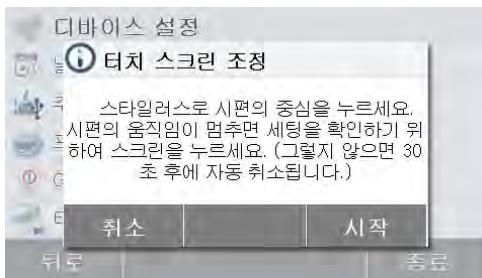 디바이스 설정
터치 스크린 조정
스타일러스로 시편의 중심을 누르세요.
시편의 움직임이 멈추면 세팅을 확인하기 위
하여 스크린을 누르세요. (그렇지 않으면 30
초 후에 자동 취소됩니다.)
취소 시작
뒤로 종료